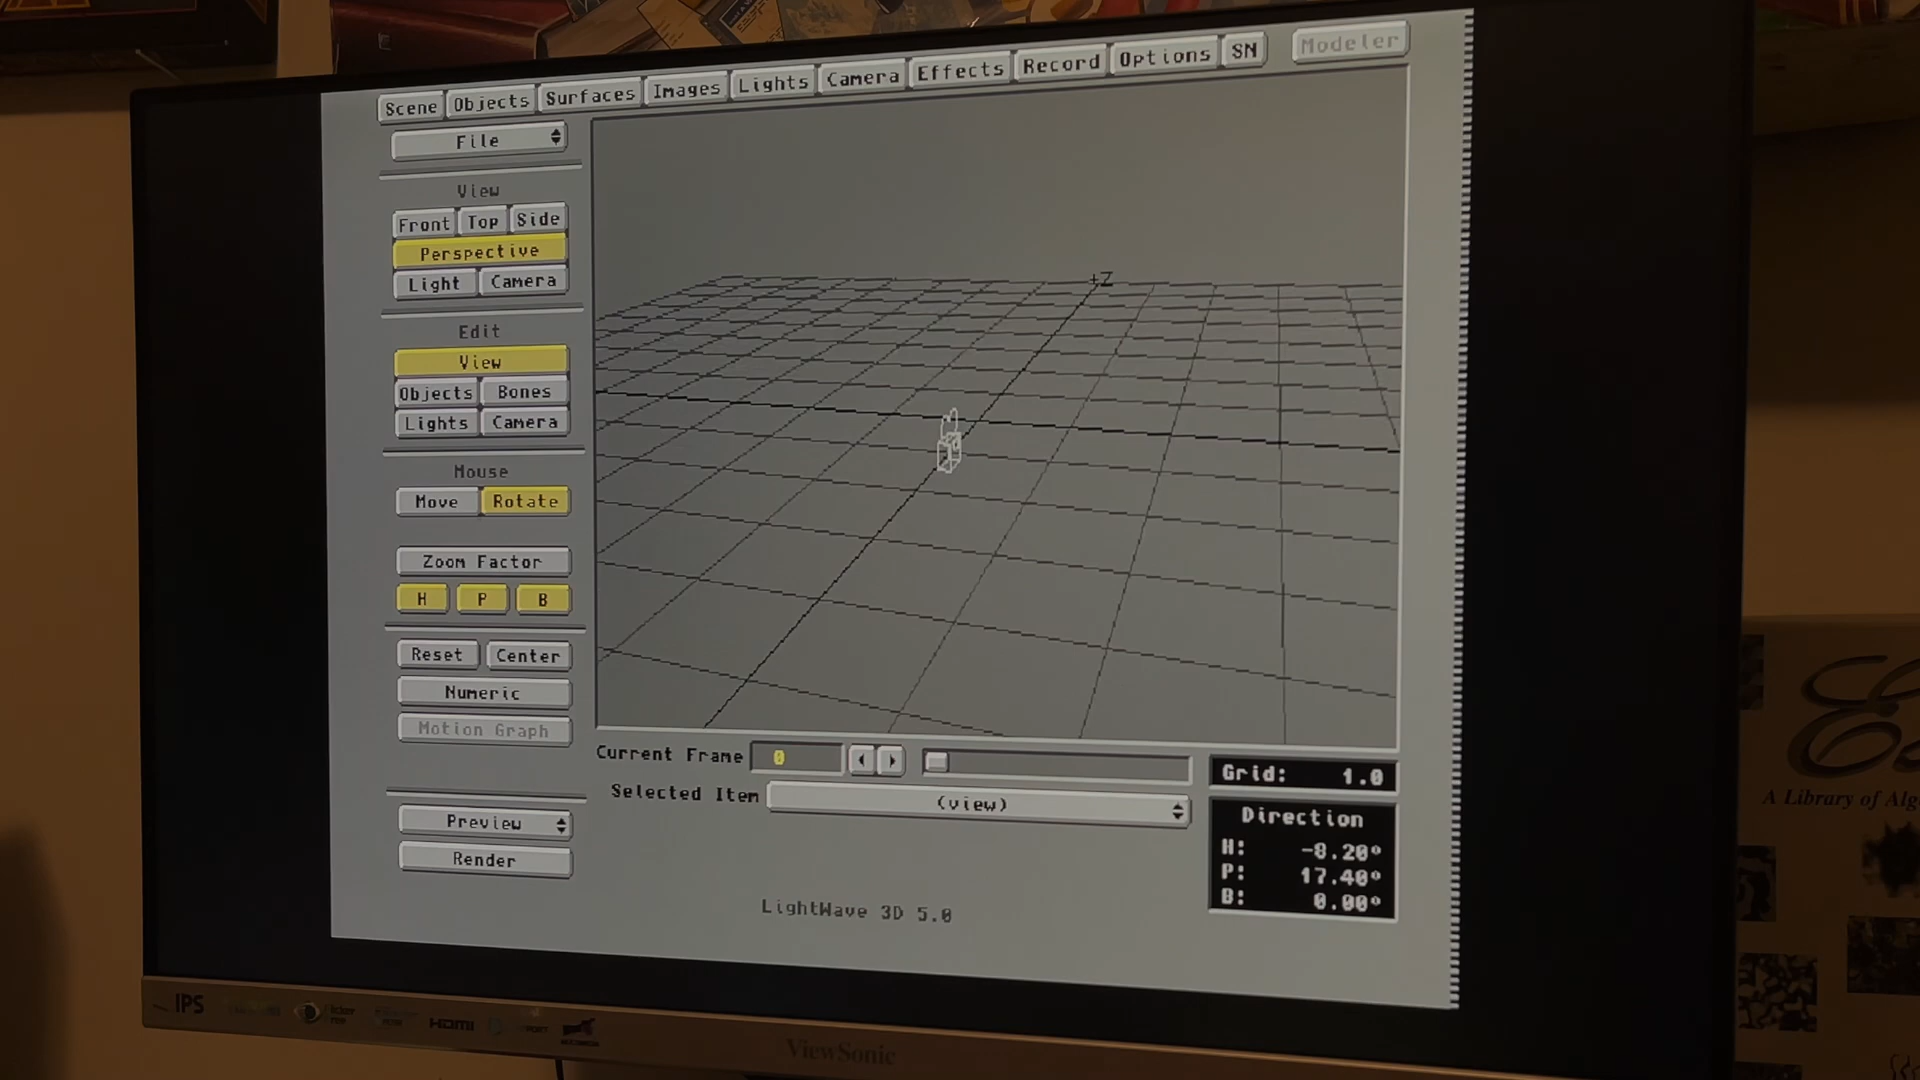 Scene Objects Surfaces Images Lights Camera Effects Record Options SN Modeler
File
View
Front Top Side
Perspective
Light Camera
Edit
View
Objects Bones
Lights Camera
Mouse
Move Rotate
Zoom Factor
H P B
Reset Center
Numeric
Motion Graph
Preview
Render
+Z
Current Frame 0
Selected Item (view)
Grid: 1.0
Direction
H: -8.20°
P: 17.40°
B: 0.00°
LightWave 3D 5.0
IPS
HDMI
ViewSonic
A Library of